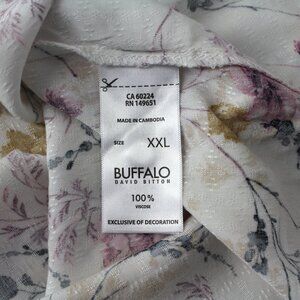 CA 60224
RN 149651
MADE IN CAMBODIA
SIZE XXL
BUFFALO
DAVID BITTON
100%
VISCOSE
EXCLUSIVE OF DECORATION